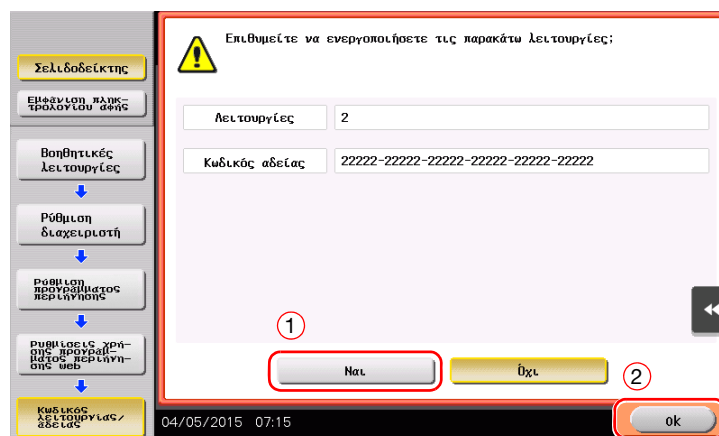 Επιθυμείτε να ενεργοποιήσετε τις παρακάτω λειτουργίες;
Σελιδοδείκτης
Εμφάνιση πληκ-
τρολογίου αφής
Λειτουργίες 2
Βοηθητικές
λειτουργίες
Κωδικός αδείας 22222-22222-22222-22222-22222-22222
Ρύθμιση
διαχειριστή
Ρύθμιση
προγράμματος
περιήγησης
1
Ρυθμίσεις χρή-
σης προγράμ-
ματος περιήγη-
σης web
Ναι Όχι
2
Κωδικός
λειτουργίας/
αδείας
04/05/2015 07:15 ok